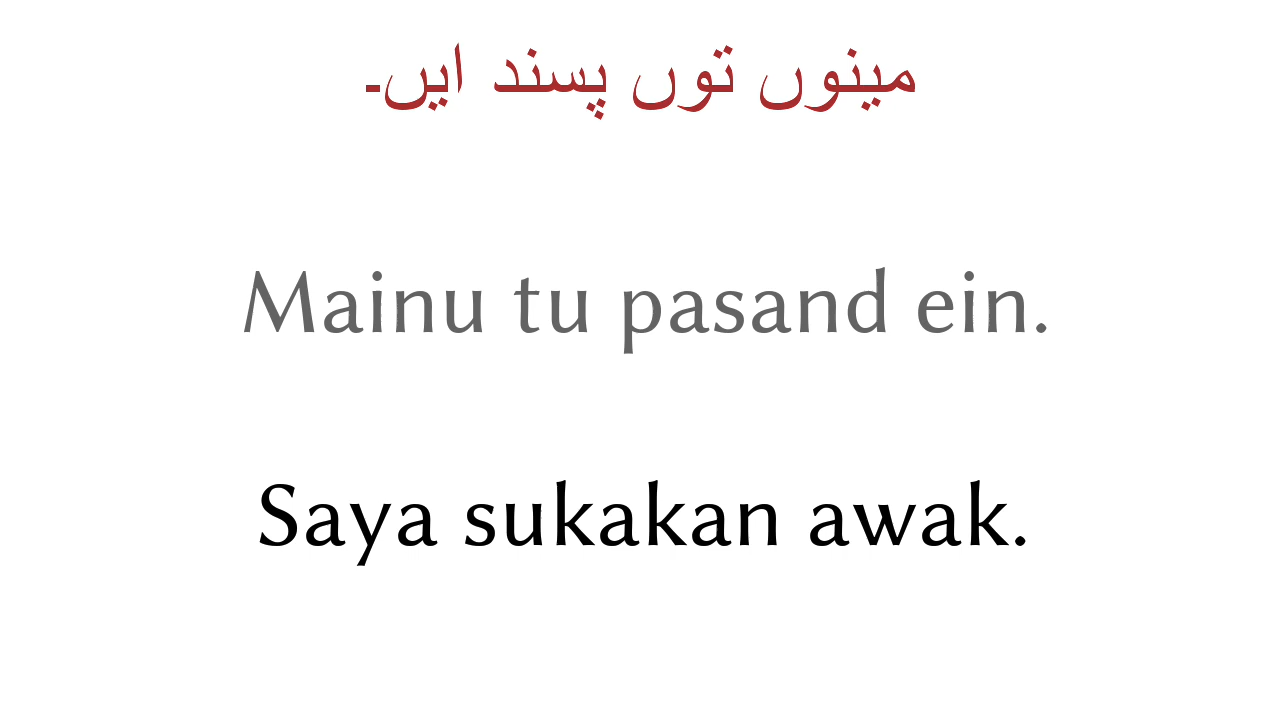 مینوں توں پسند ایں۔
Mainu tu pasand ein.
Saya sukakan awak.